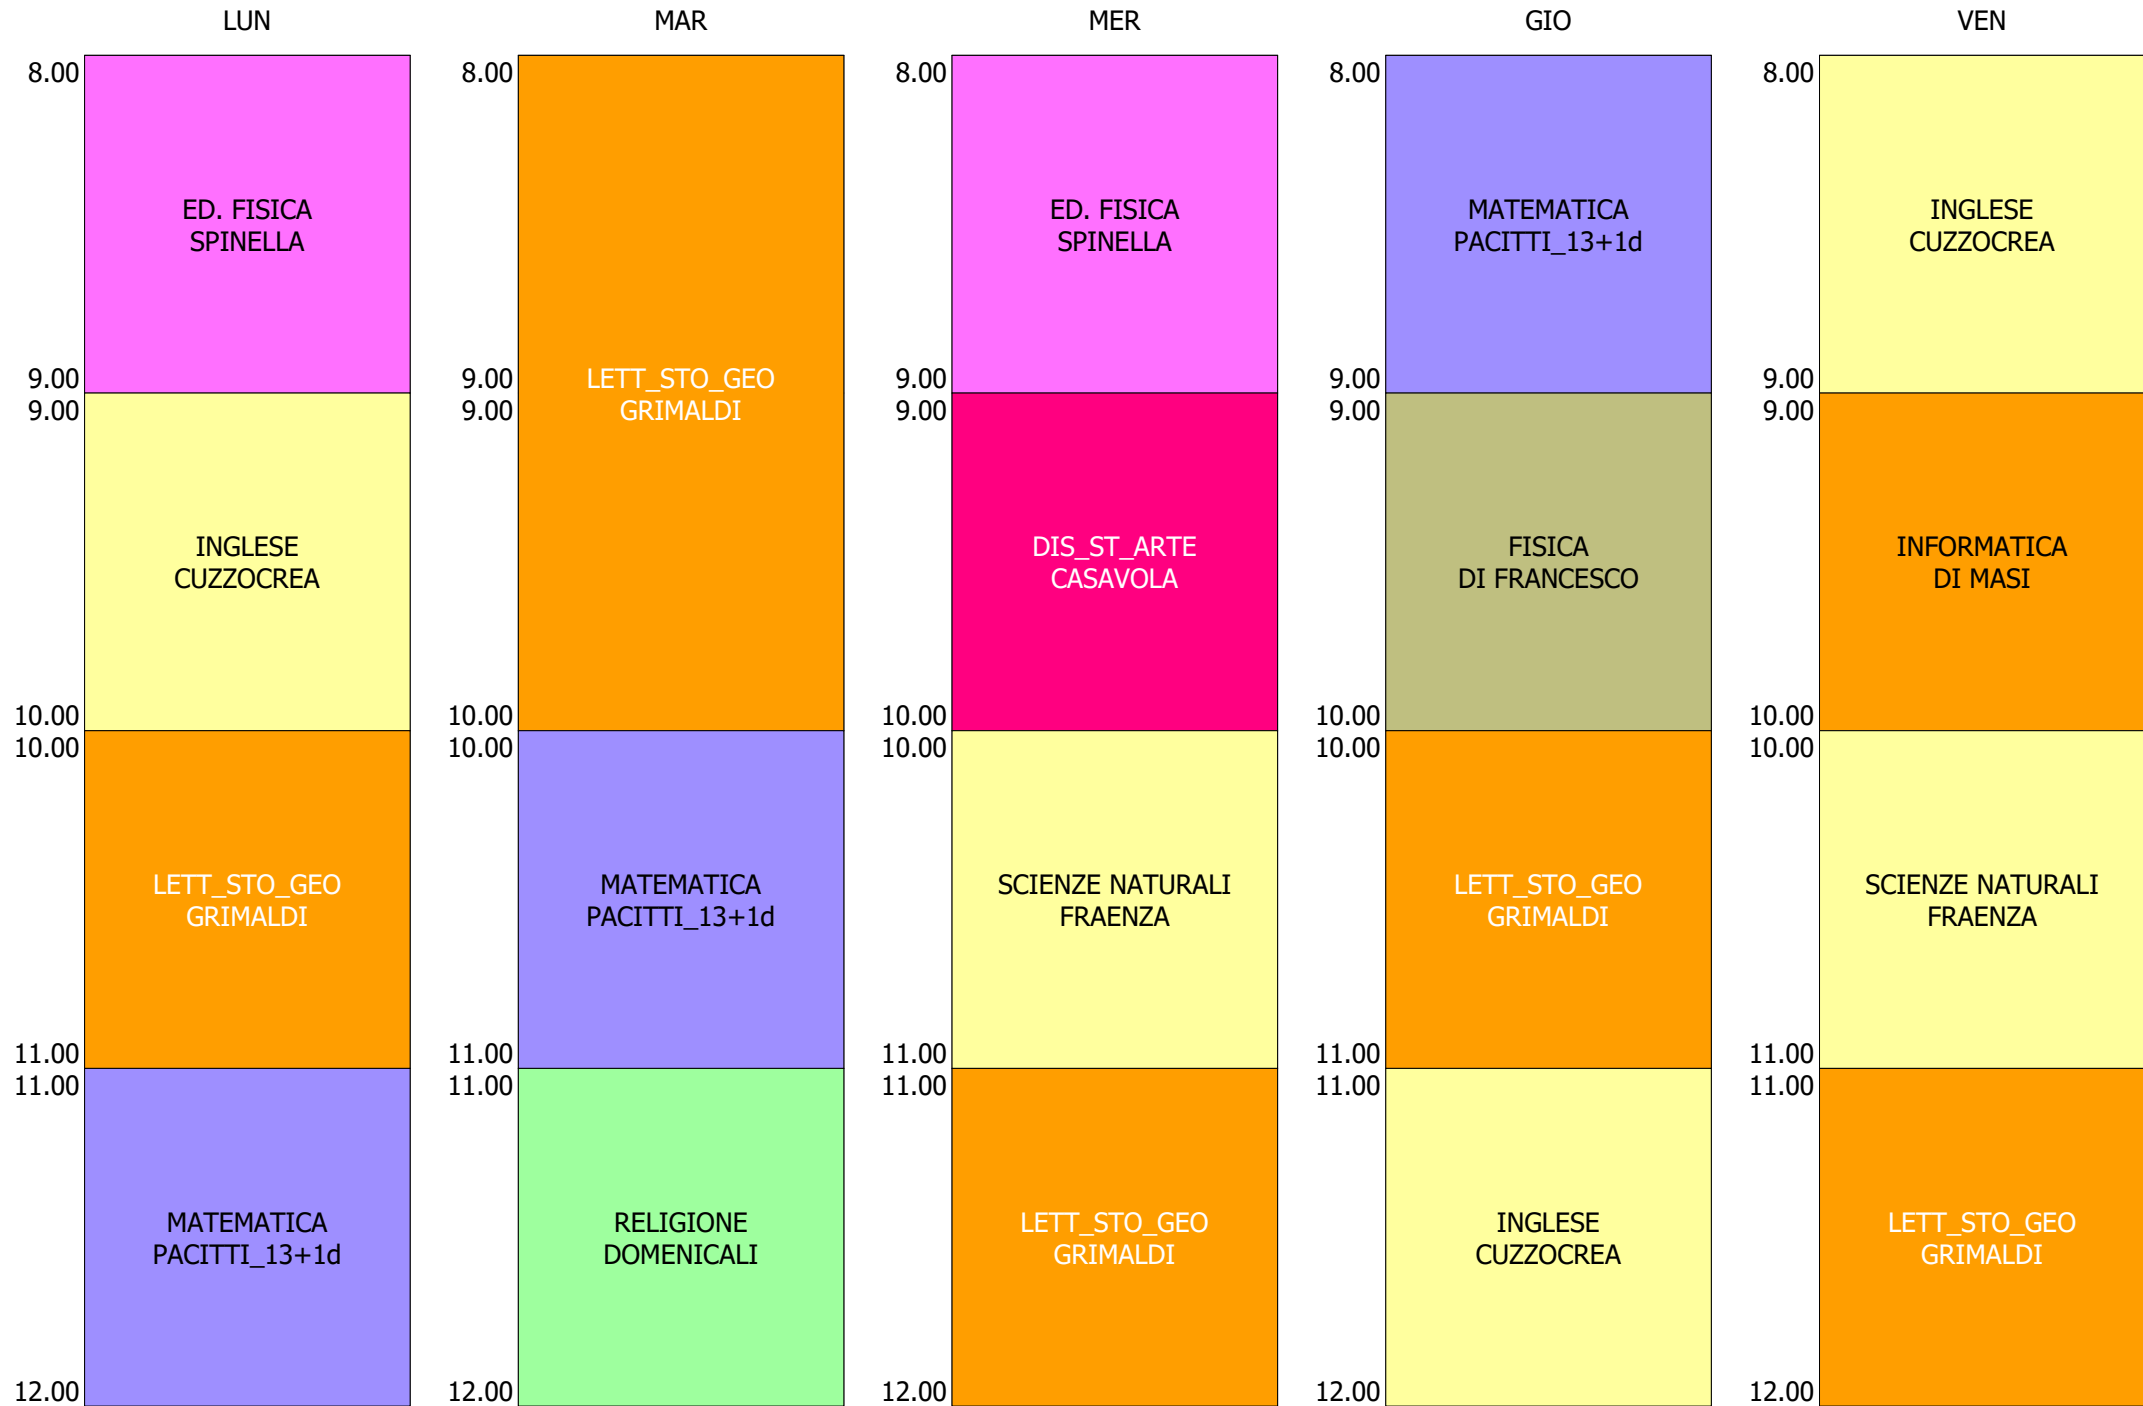 LUN
MAR
MER
GIO
VEN
8.00
ED. FISICA
SPINELLA
9.00
9.00
INGLESE
CUZZOCREA
10.00
10.00
LETT_STO_GEO
GRIMALDI
11.00
11.00
MATEMATICA
PACITTI_13+1d
12.00
8.00
9.00
9.00
LETT_STO_GEO
GRIMALDI
10.00
10.00
MATEMATICA
PACITTI_13+1d
11.00
11.00
RELIGIONE
DOMENICALI
12.00
8.00
ED. FISICA
SPINELLA
9.00
9.00
DIS_ST_ARTE
CASAVOLA
10.00
10.00
SCIENZE NATURALI
FRAENZA
11.00
11.00
LETT_STO_GEO
GRIMALDI
12.00
8.00
MATEMATICA
PACITTI_13+1d
9.00
9.00
FISICA
DI FRANCESCO
10.00
10.00
LETT_STO_GEO
GRIMALDI
11.00
11.00
INGLESE
CUZZOCREA
12.00
8.00
INGLESE
CUZZOCREA
9.00
9.00
INFORMATICA
DI MASI
10.00
10.00
SCIENZE NATURALI
FRAENZA
11.00
11.00
LETT_STO_GEO
GRIMALDI
12.00